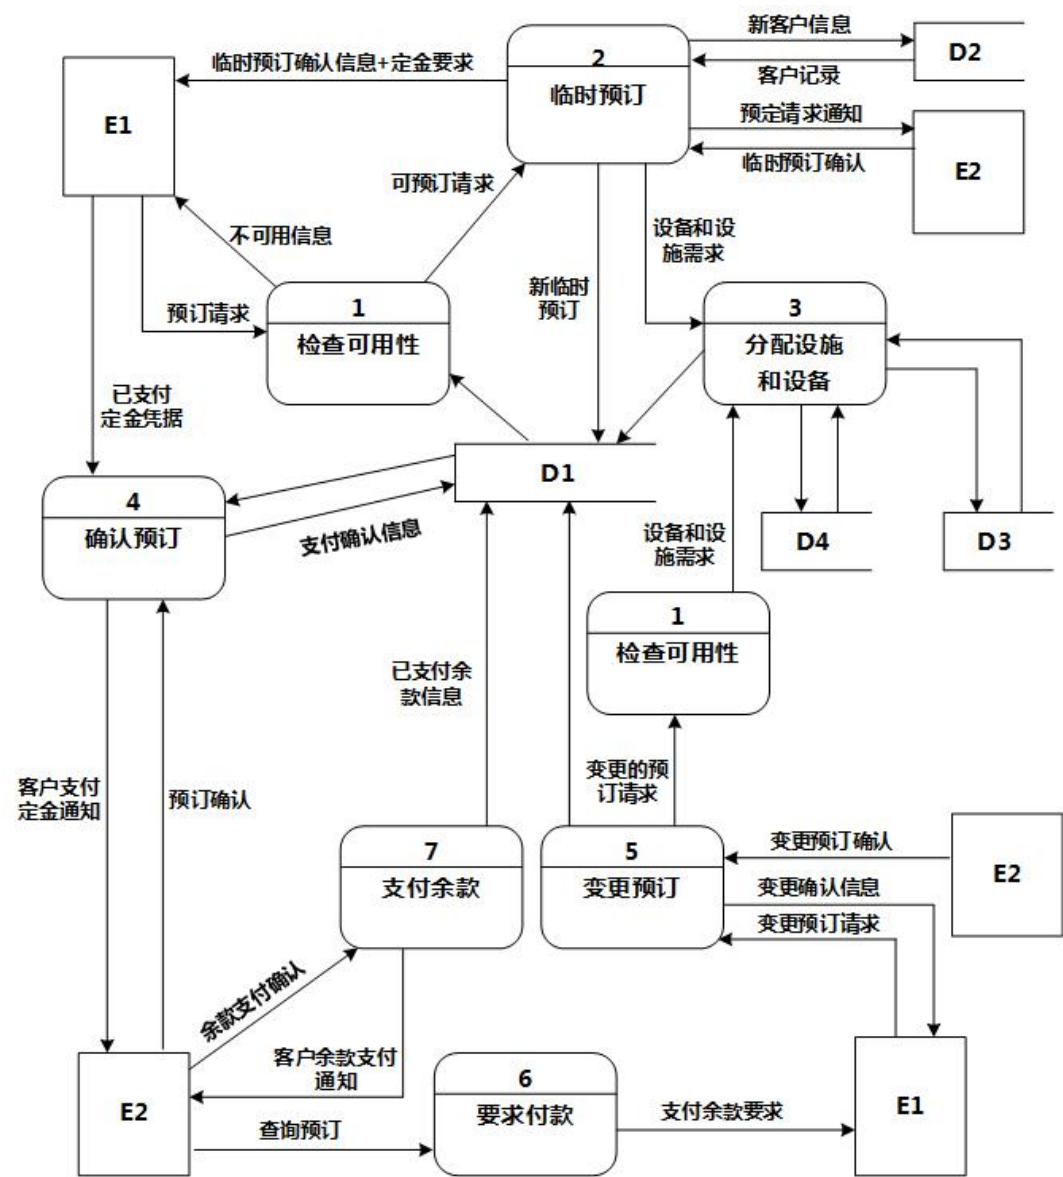 新客户信息
D2
客户记录
2
临时预订
临时预订确认信息+定金要求
E1
预定请求通知
临时预订确认
E2
可预订请求
不可用信息
设备和设
施需求
新临时
预订
预订请求
1
检查可用性
3
分配设施
和设备
已支付
定金凭据
D1
4
确认预订
支付确认信息
设备和设
施需求
D4
D3
1
检查可用性
已支付余
款信息
变更的预
订请求
客户支付
定金通知
预订确认
7
支付余款
5
变更预订
变更预订确认
变更确认信息
变更预订请求
E2
余款支付确认
客户余款支付
通知
E2
查询预订
6
要求付款
支付余款要求
E1